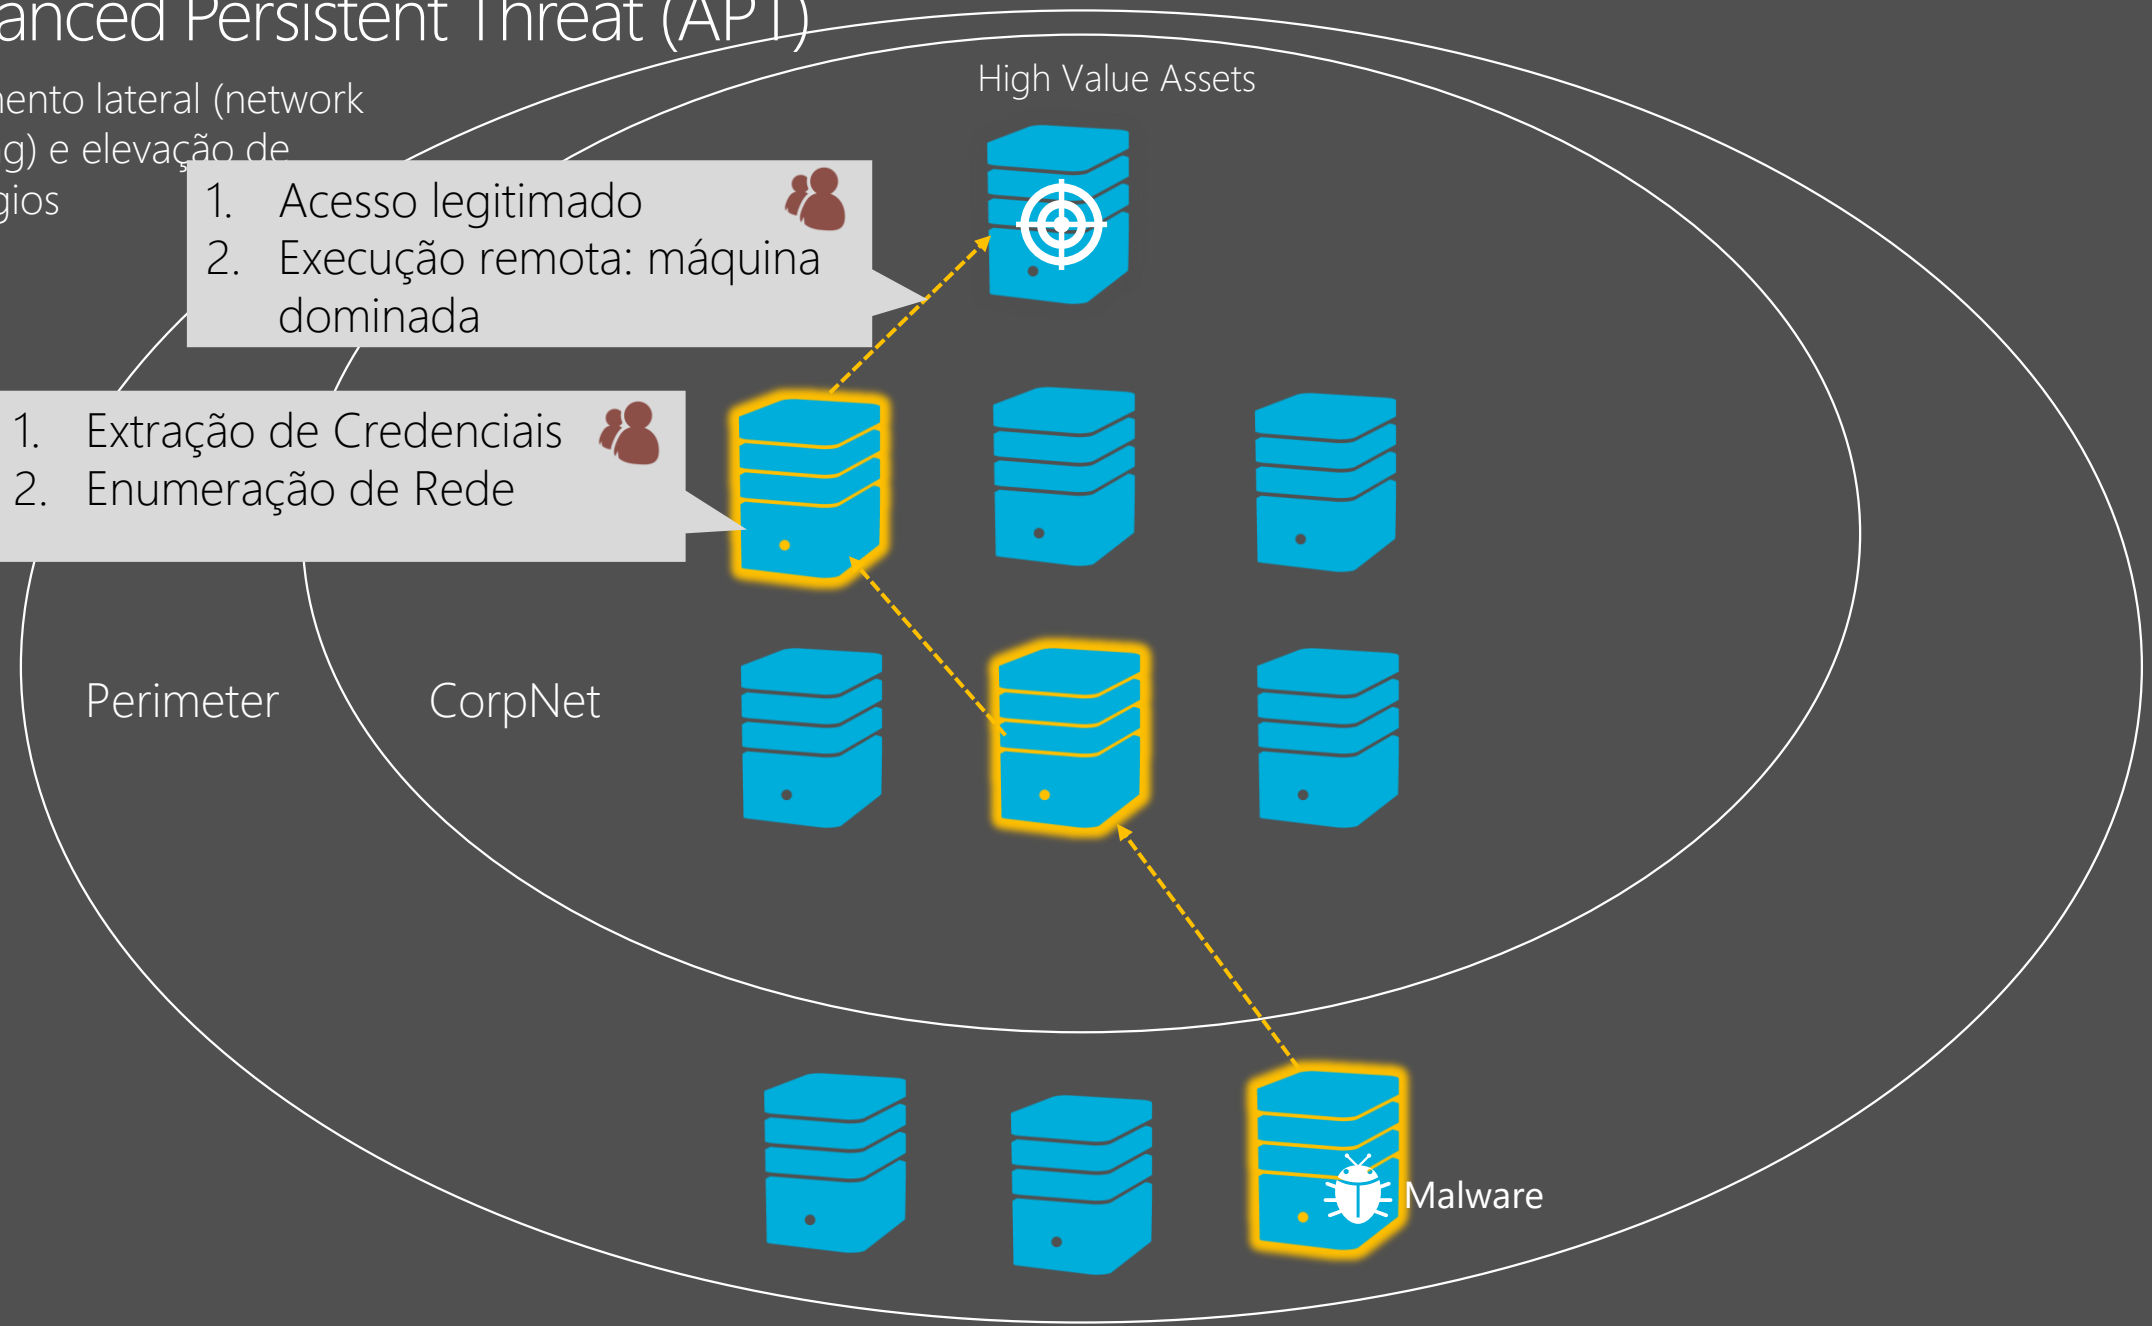 anced Persistent Threat (APT)
ento lateral (network
g) e elevação de
gios
High Value Assets
1. Acesso legitimado
2. Execução remota: máquina
dominada
1. Extração de Credenciais
2. Enumeração de Rede
Perimeter
CorpNet
Malware